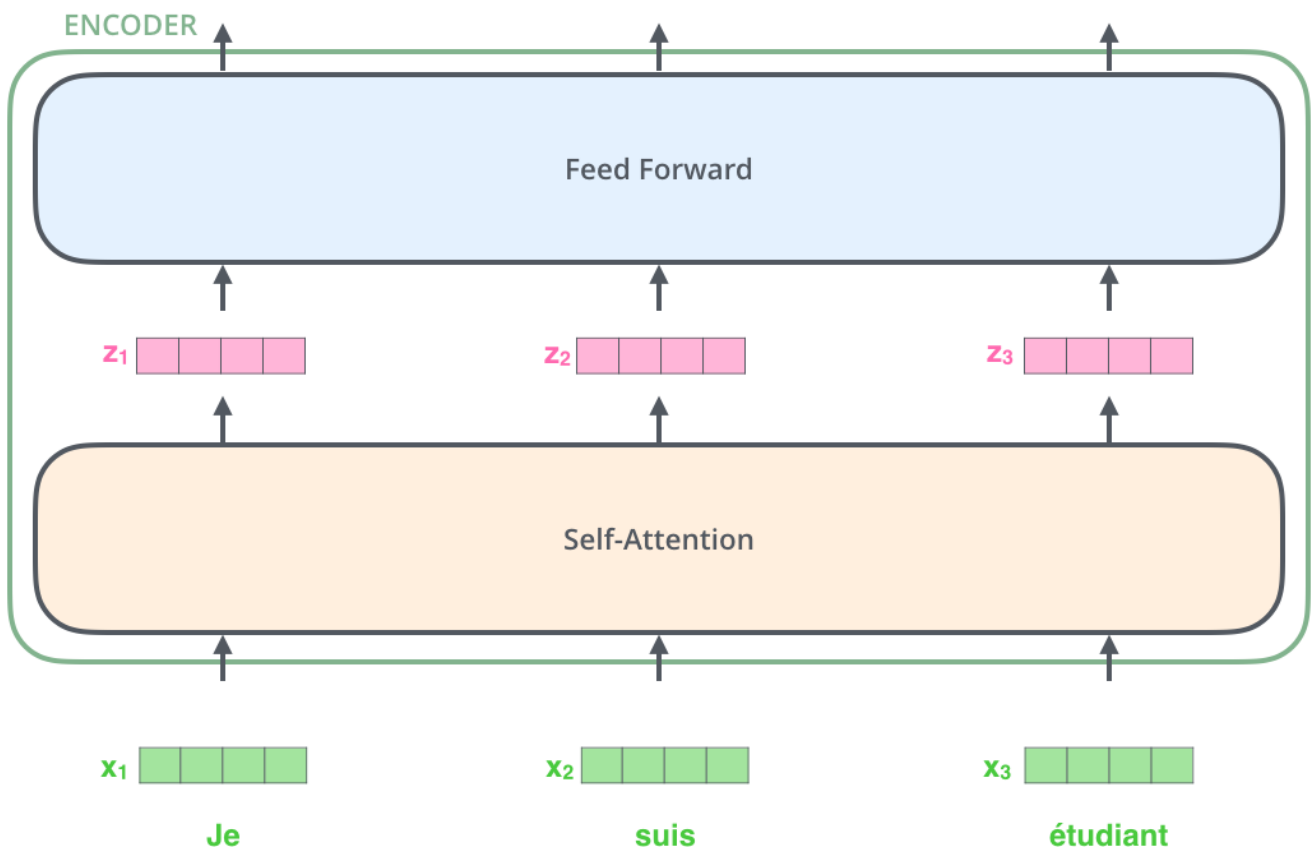 ENCODER
Feed Forward
z₁ z₂ z₃
Self-Attention
x₁ x₂ x₃
Je suis étudiant